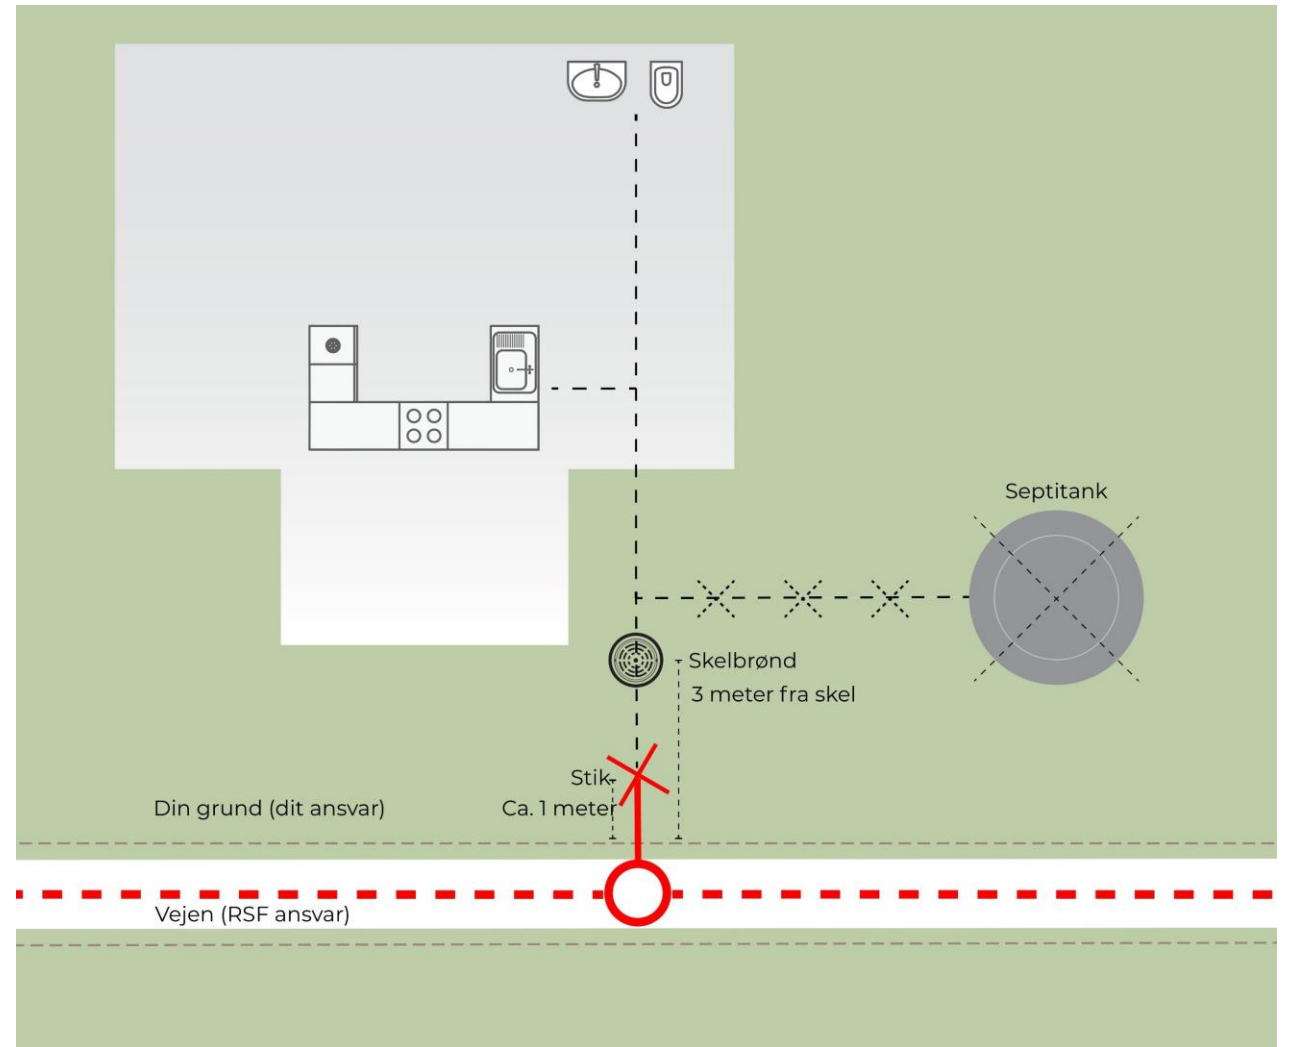 Septitank
Skelbrønd
3 meter fra skel
Stik
Ca. 1 meter
Din grund (dit ansvar)
Vejen (RSF ansvar)